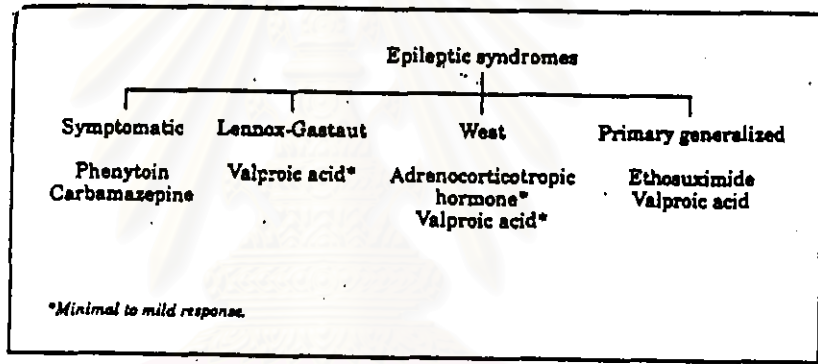 Epileptic syndromes
Symptomatic Lennox-Gastaut West Primary generalized
Phenytoin Valproic acid* Adrenocorticotropic Ethosuximide
Carbamazepine hormone* Valproic acid
Valproic acid*
*Minimal to mild response.